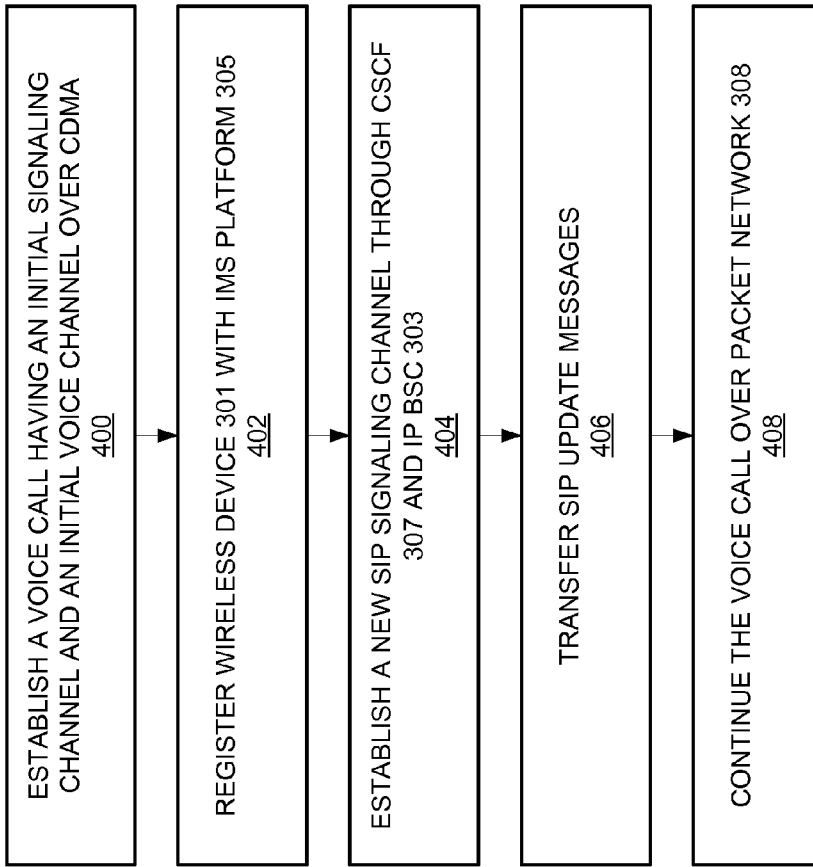 ESTABLISH A VOICE CALL HAVING AN INITIAL SIGNALING
CHANNEL AND AN INITIAL VOICE CHANNEL OVER CDMA
400
REGISTER WIRELESS DEVICE 301 WITH IMS PLATFORM 305
402
ESTABLISH A NEW SIP SIGNALING CHANNEL THROUGH CSCF
307 AND IP BSC 303
404
TRANSFER SIP UPDATE MESSAGES
406
CONTINUE THE VOICE CALL OVER PACKET NETWORK 308
408